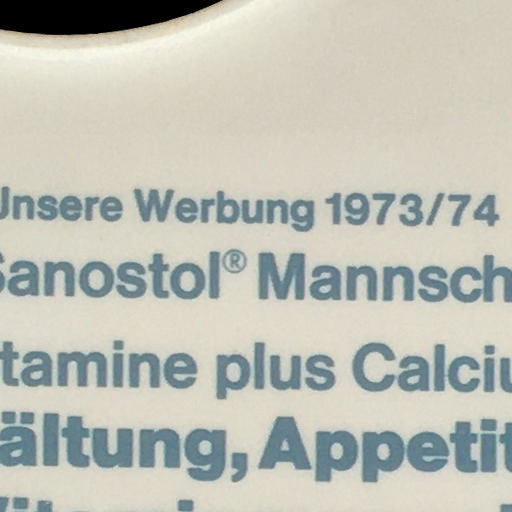 Unsere Werbung 1973/74
Sanostol® Mannsch
tamine plus Calciu
ältung, Appetit